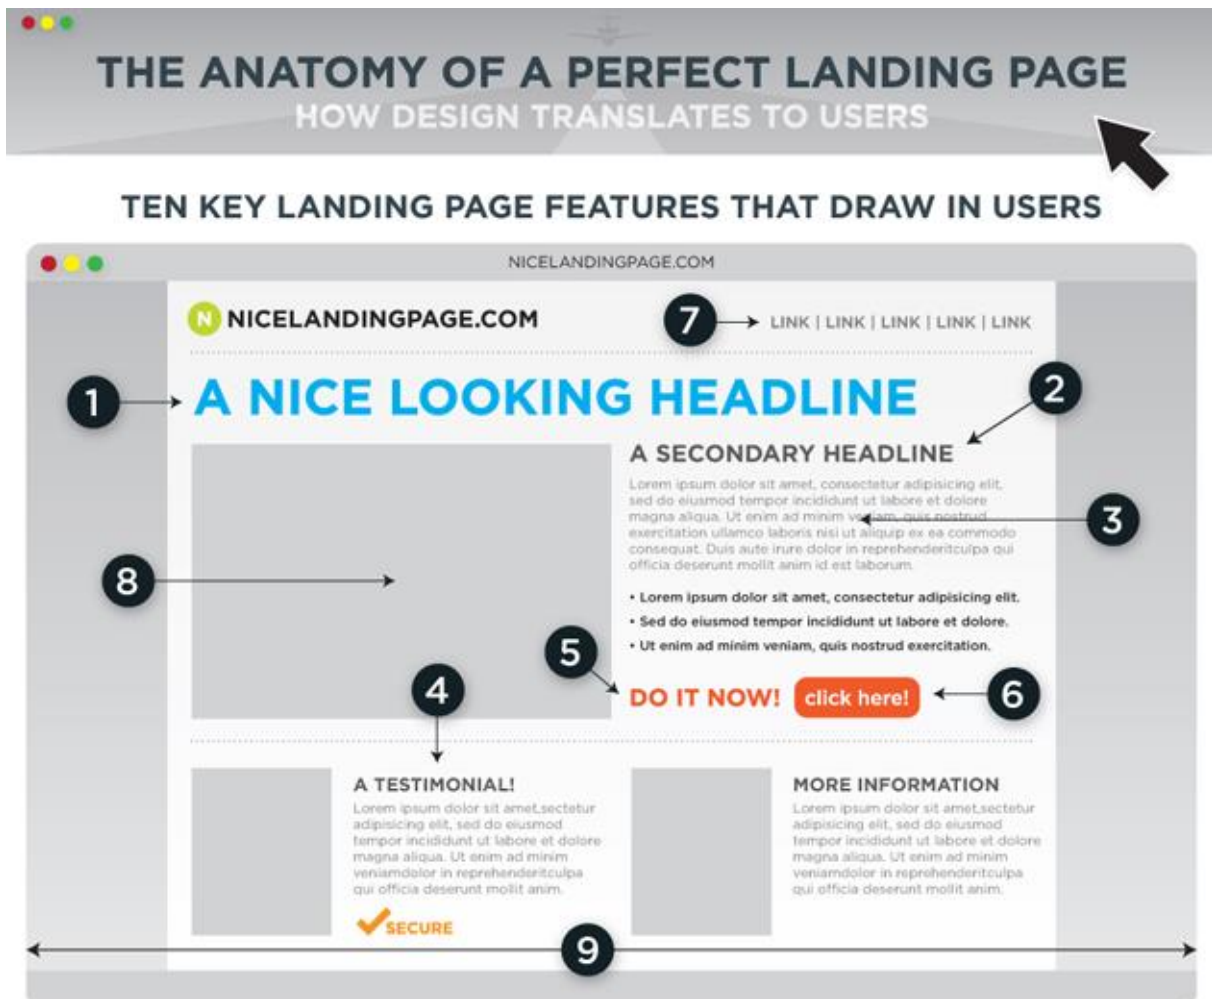 THE ANATOMY OF A PERFECT LANDING PAGE
HOW DESIGN TRANSLATES TO USERS
TEN KEY LANDING PAGE FEATURES THAT DRAW IN USERS
NICELANDINGPAGE.COM
N NICELANDINGPAGE.COM
7
LINK | LINK | LINK | LINK | LINK
1
A NICE LOOKING HEADLINE
2
A SECONDARY HEADLINE
Lorem ipsum dolor sit amet, consectetur adipisicing elit,
sed do eiusmod tempor incididunt ut labore et dolore
magna aliqua. Ut enim ad minim veniam, quis nostrud
exercitation ullamco laboris nisi ut aliquip ex ea commodo
consequat. Duis aute irure dolor in reprehenderitculpa qui
officia deserunt mollit anim id est laborum.
3
8
• Lorem ipsum dolor sit amet, consectetur adipisicing elit.
• Sed do eiusmod tempor incididunt ut labore et dolore.
• Ut enim ad minim veniam, quis nostrud exercitation.
5
DO IT NOW!
click here!
6
4
A TESTIMONIAL!
Lorem ipsum dolor sit amet,sectetur
adipisicing elit, sed do eiusmod
tempor incididunt ut labore et dolore
magna aliqua. Ut enim ad minim
veniamdolor in reprehenderitculpa
qui officia deserunt mollit anim.
SECURE
MORE INFORMATION
Lorem ipsum dolor sit amet,sectetur
adipisicing elit, sed do eiusmod
tempor incididunt ut labore et dolore
magna aliqua. Ut enim ad minim
veniamdolor in reprehenderitculpa
qui officia deserunt mollit anim.
9